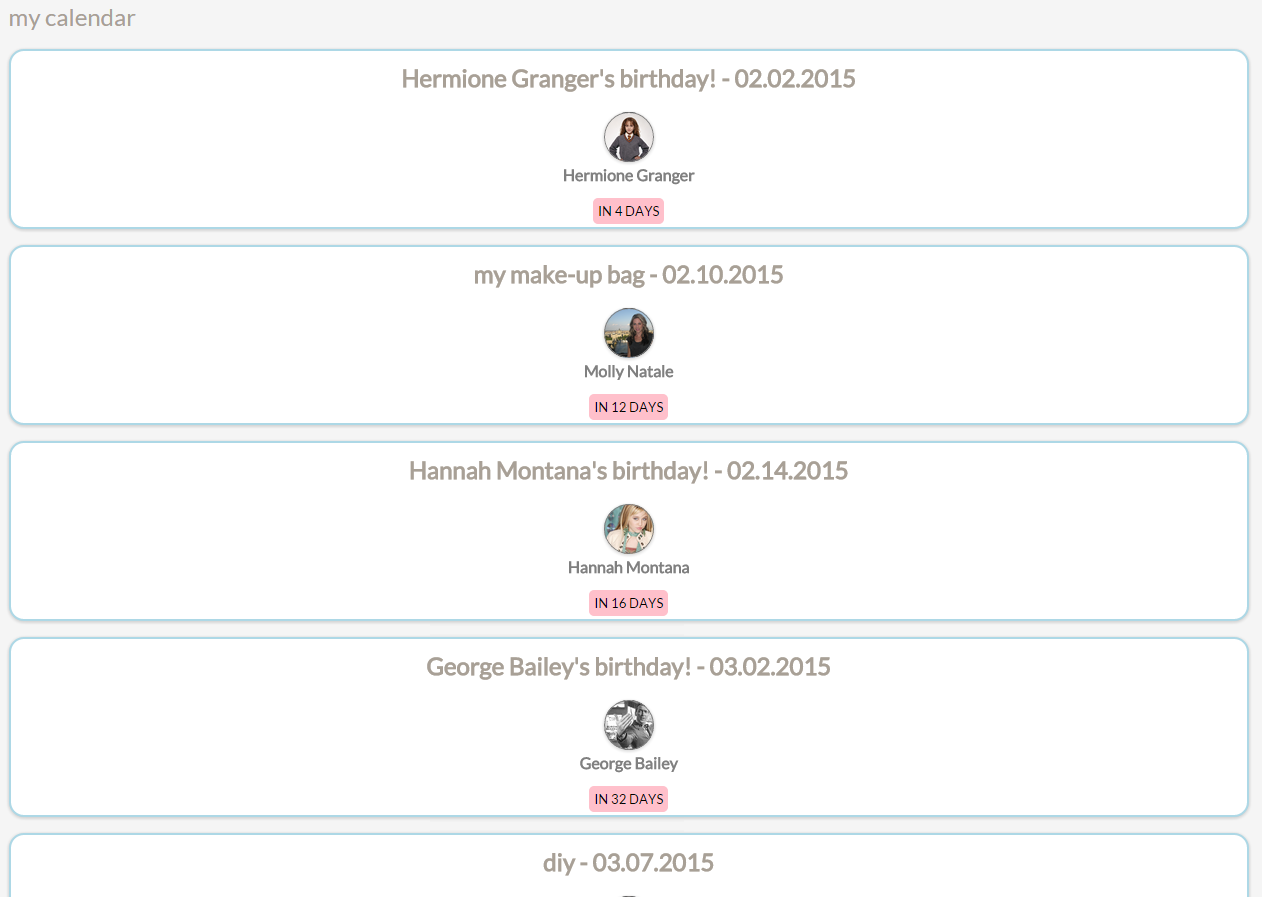 my calendar
Hermione Granger's birthday! - 02.02.2015
Hermione Granger
IN 4 DAYS
my make-up bag - 02.10.2015
Molly Natale
IN 12 DAYS
Hannah Montana's birthday! - 02.14.2015
Hannah Montana
IN 16 DAYS
George Bailey's birthday! - 03.02.2015
George Bailey
IN 32 DAYS
diy - 03.07.2015